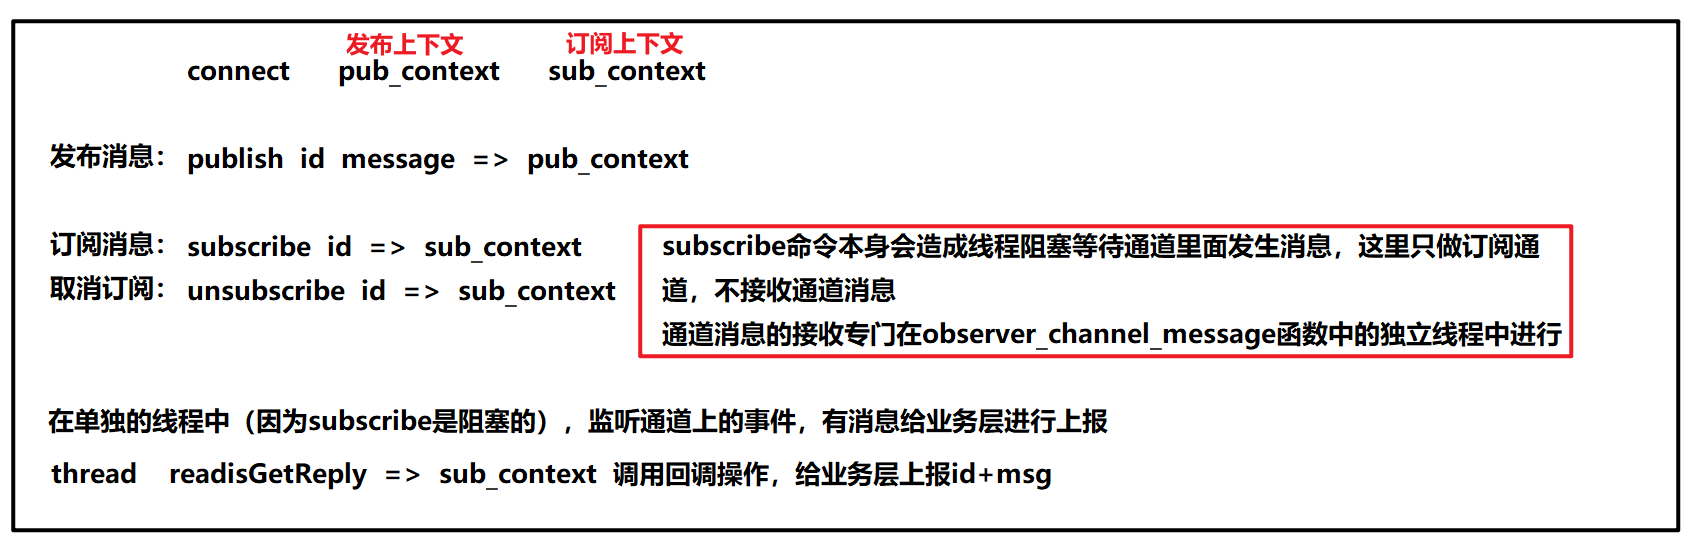 发布上下文 订阅上下文
connect pub_context sub_context
发布消息： publish id message => pub_context
订阅消息： subscribe id => sub_context
取消订阅： unsubscribe id => sub_context
subscribe命令本身会造成线程阻塞等待通道里面发生消息，这里只做订阅通
道，不接收通道消息
通道消息的接收专门在observer_channel_message函数中的独立线程中进行
在单独的线程中（因为subscribe是阻塞的），监听通道上的事件，有消息给业务层进行上报
thread readisGetReply => sub_context 调用回调操作，给业务层上报id+msg